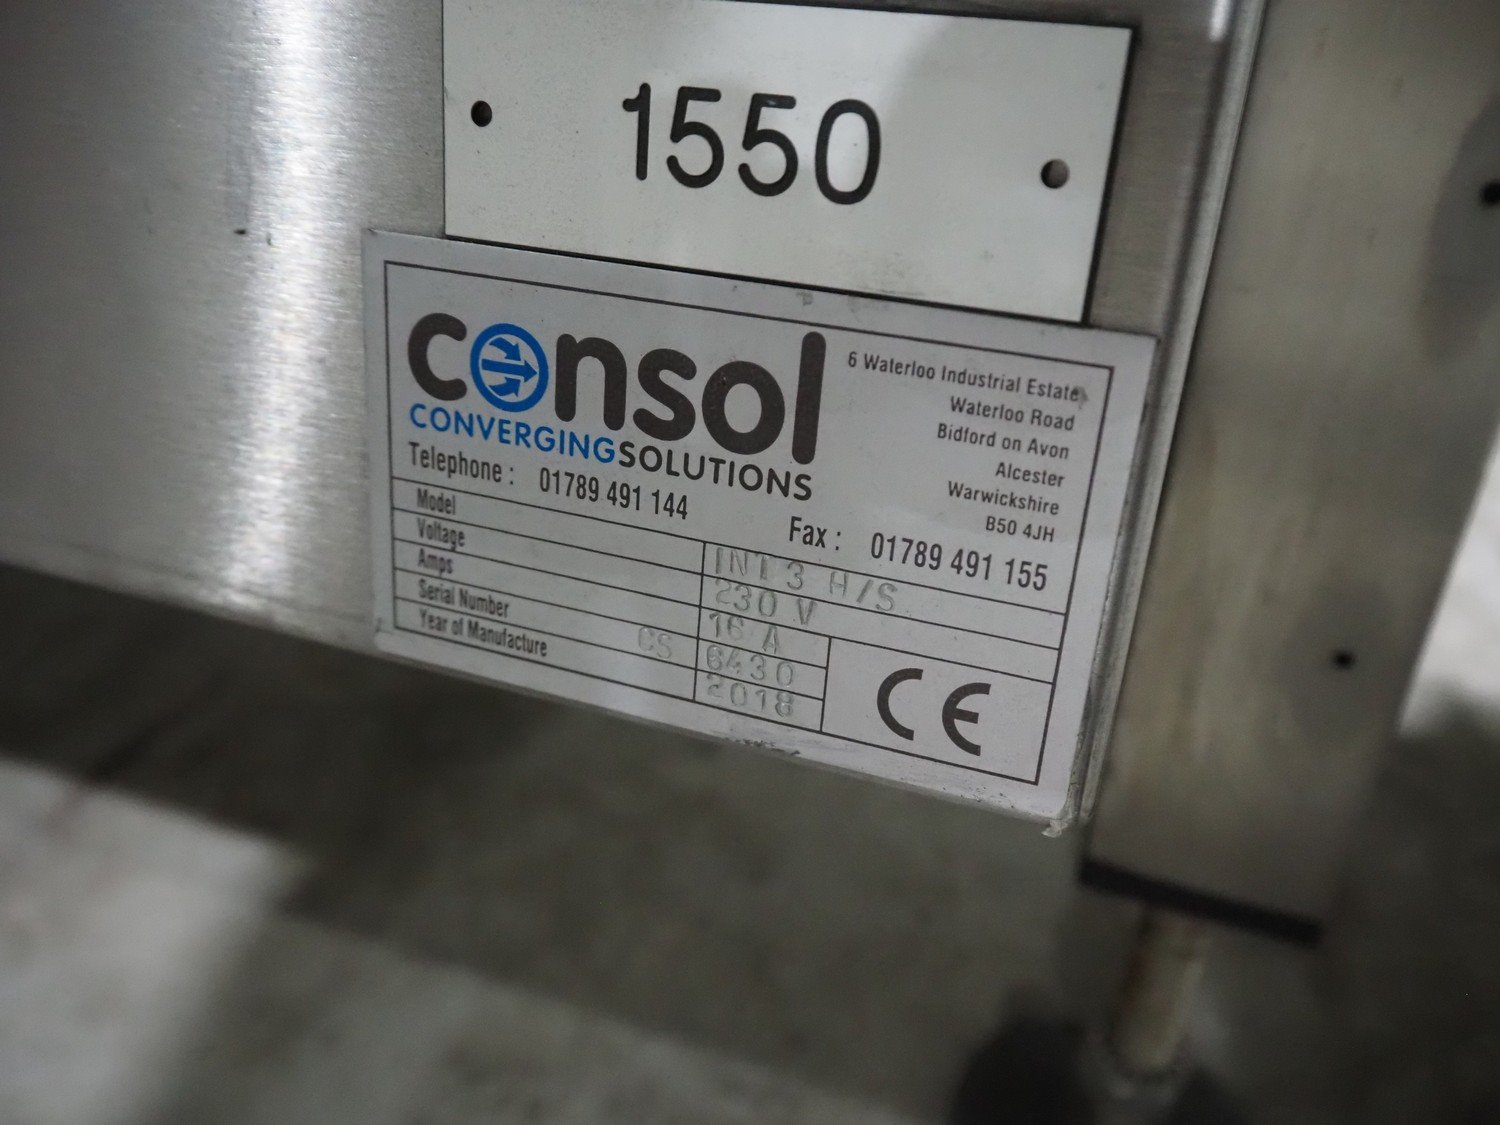 1550
consol
CONVERGINGSOLUTIONS
6 Waterloo Industrial Estate
Waterloo Road
Bidford on Avon
Alcester
Warwickshire
B50 4JH
Telephone : 01789 491 144
Fax : 01789 491 155
Model INT 3 H/S
Voltage 230 V
Amps 16 A
Serial Number CS 6430
Year of Manufacture 2018
CE